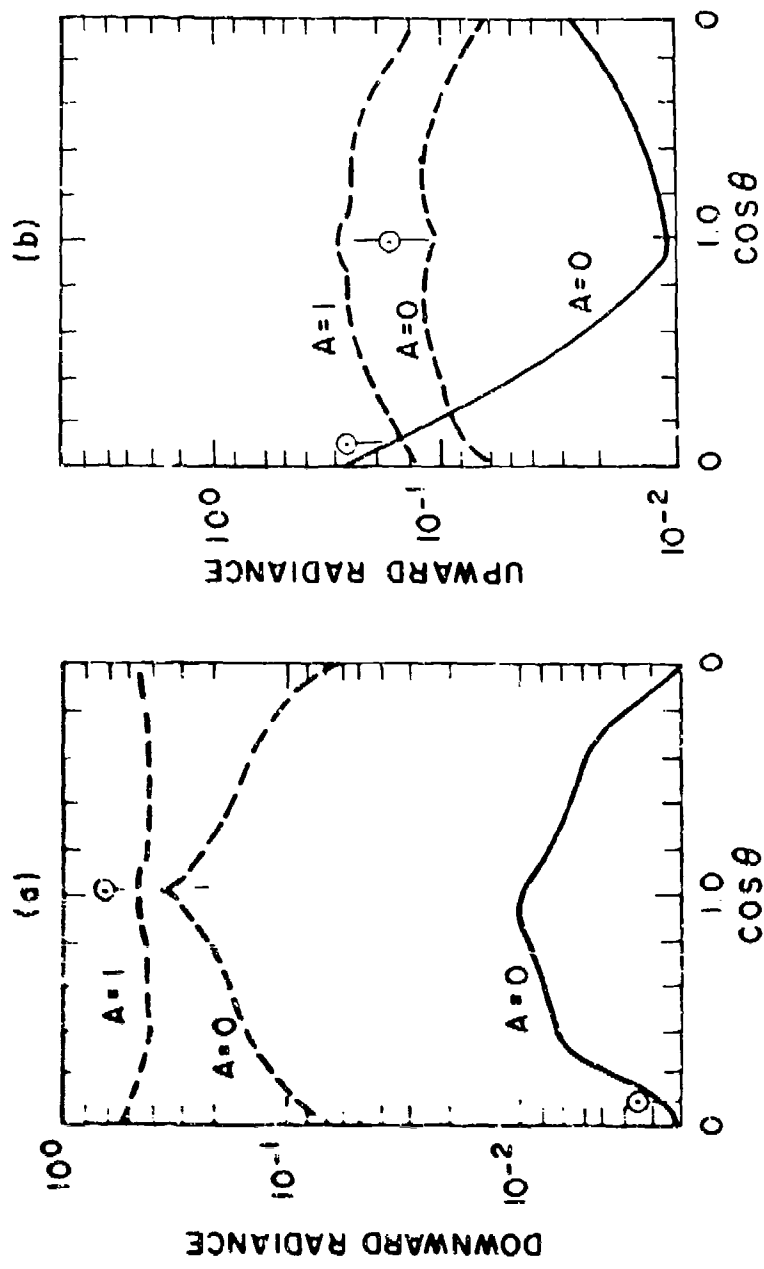 (a)
DOWNWARD RADIANCE
10⁰
10⁻¹
10⁻²
A=1
A=0
A=0
0
1.0
0
COS θ
(b)
UPWARD RADIANCE
10⁰
10⁻¹
10⁻²
A=1
A=0
A=0
0
1.0
0
COS θ